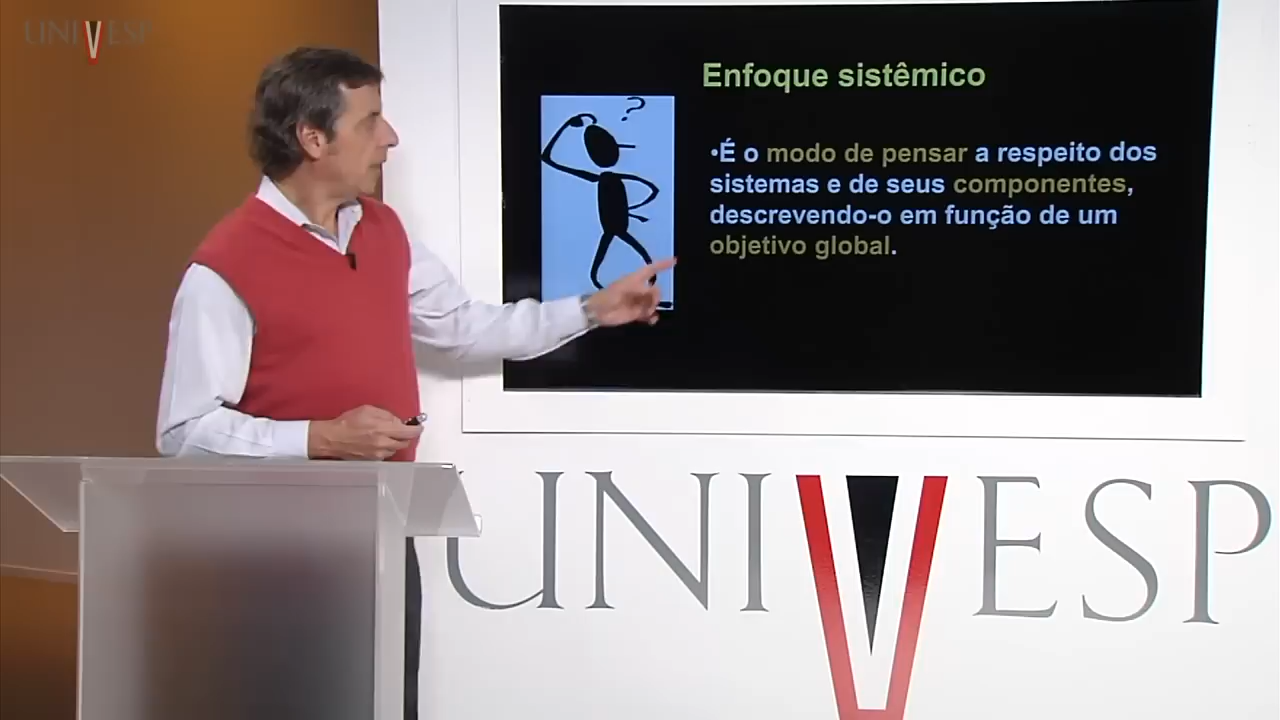 UNIVESP
Enfoque sistêmico
?
•É o modo de pensar a respeito dos
sistemas e de seus componentes,
descrevendo-o em função de um
objetivo global.
UNIVESP